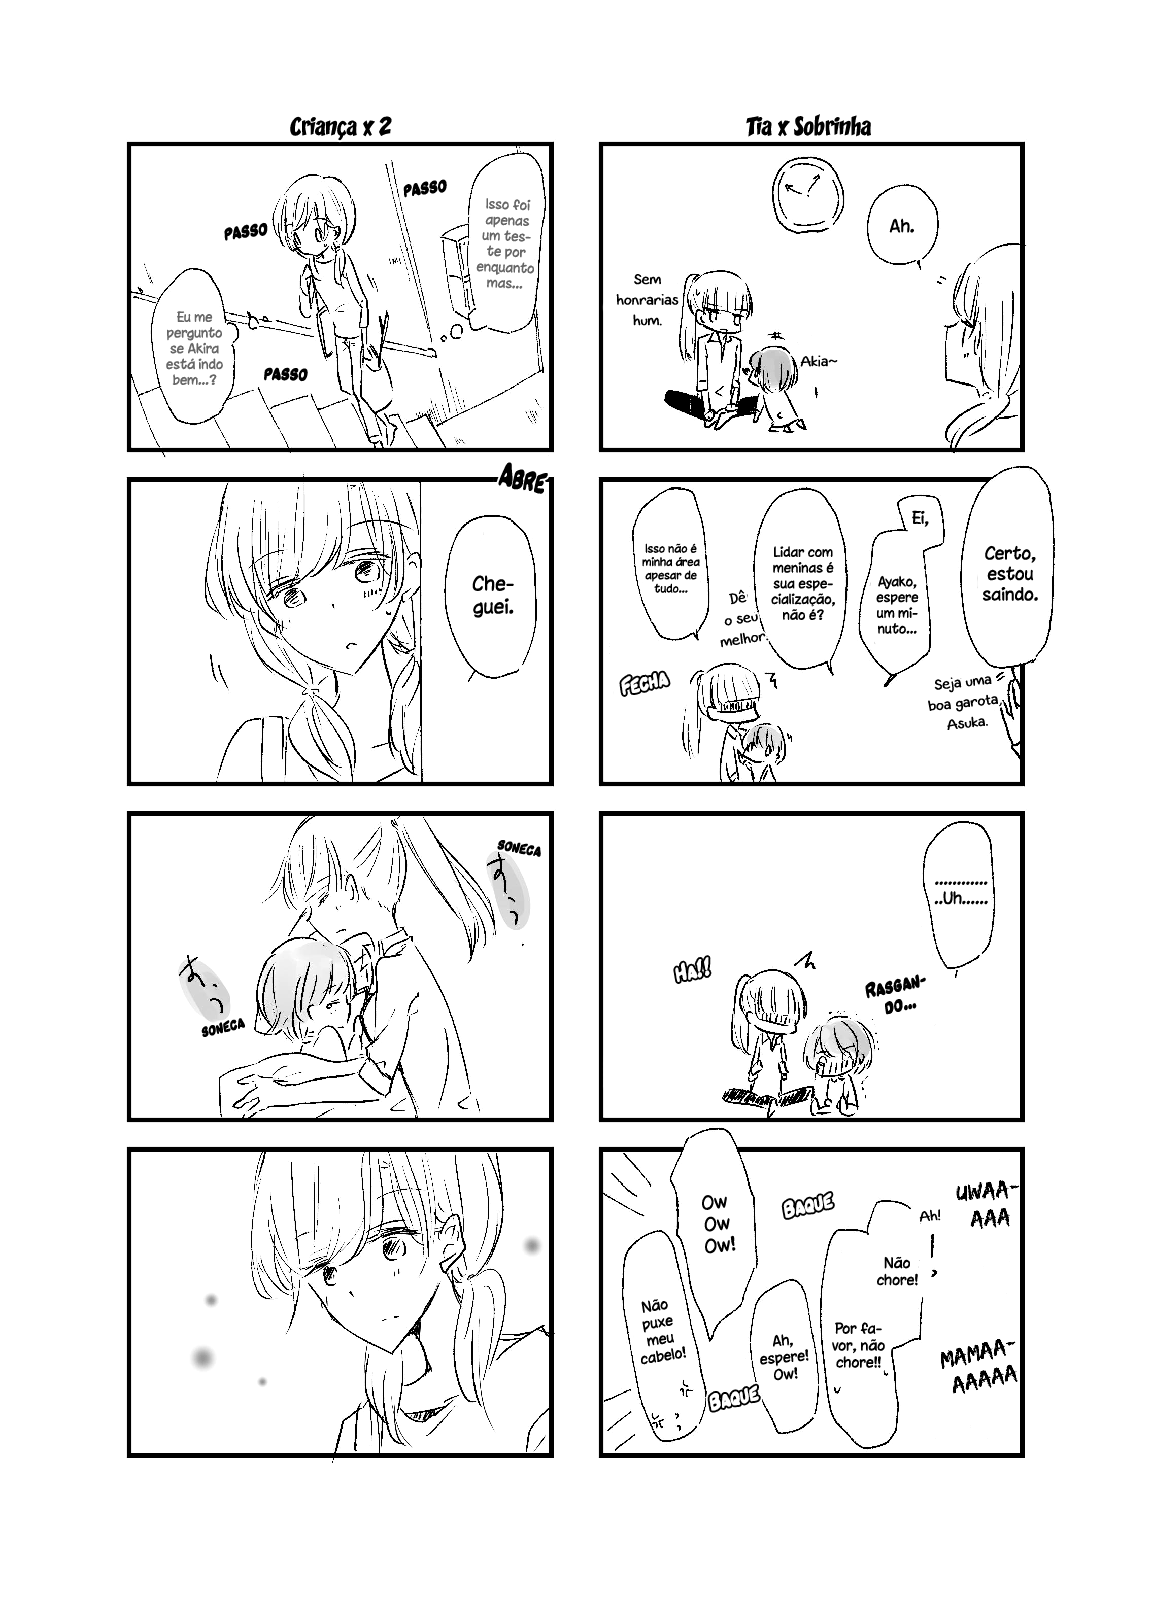 Tia x Sobrinha
Ah.
Sem
honrarias
hum.
Akia~
Certo,
estou
saindo.
Seja uma
boa garota,
Asuka.
Ei,
Ayako,
espere
um mi-
nuto...
Lidar com
meninas é
sua espe-
cialização,
não é?
Dê
o seu
melhor.
Isso não é
minha área
apesar de
tudo...
FECHA
............
..Uh......
RASGAN-
DO...
HA!!
UWAA-
AAA
Ah!
Não
chore!
Por fa-
vor, não
chore!!
MAMAA-
AAAAA
BAQUE
Ow
Ow
Ow!
Ah,
espere!
Ow!
BAQUE
Não
puxe
meu
cabelo!
Criança x 2
Isso foi
apenas
um tes-
te por
enquanto
mas...
PASSO
PASSO
Eu me
pergunto
se Akira
está indo
bem...?
PASSO
ABRE
Che-
guei.
SONECA
すぅ
すぅ
SONECA